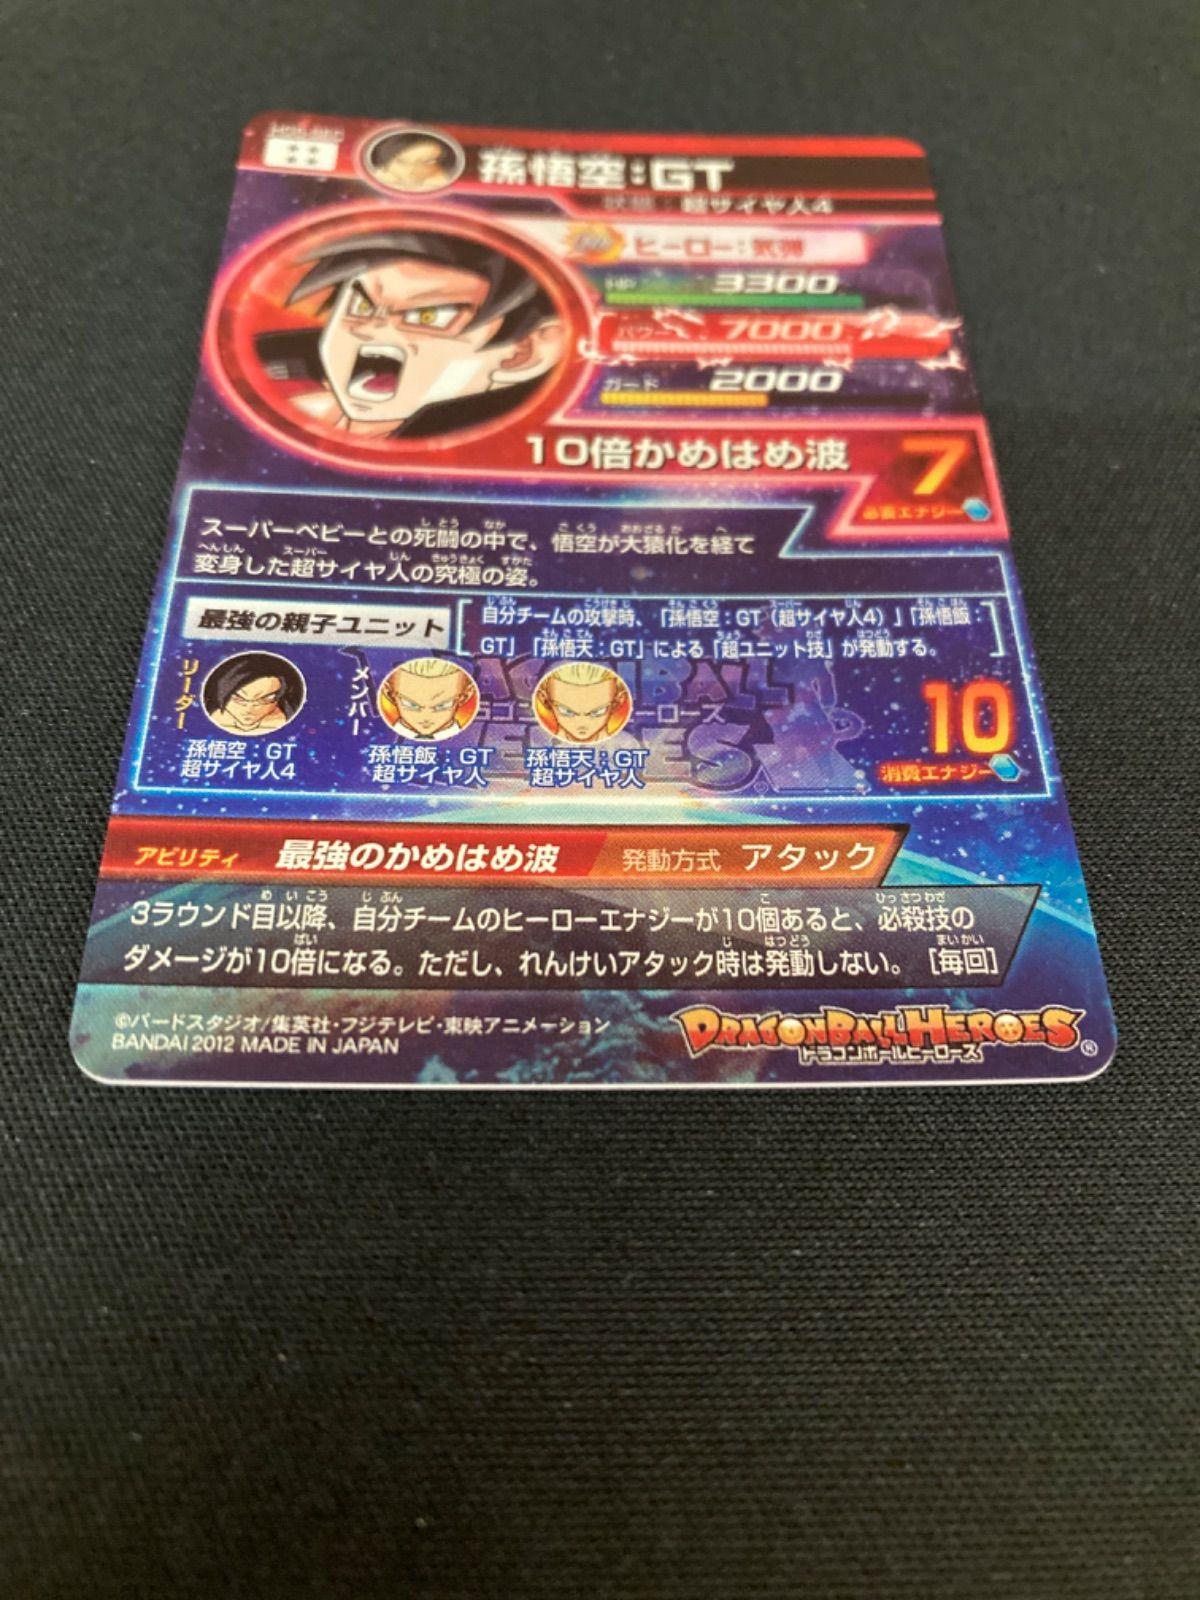 孫悟空:GT
状態:超サイヤ人4
ヒーロー:気弾
HP 3300
パワー 7000
ガード 2000
10倍かめはめ波
7
必要エナジー
スーパーベビーとの死闘の中で、悟空が大猿化を経て
変身した超サイヤ人の究極の姿。
最強の親子ユニット
自分チームの攻撃時、「孫悟空:GT(超サイヤ人4)」「孫悟飯:
GT」「孫悟天:GT」による「超ユニット技」が発動する。
リーダー
孫悟空:GT
超サイヤ人4
メンバー
孫悟飯:GT
超サイヤ人
孫悟天:GT
超サイヤ人
10
消費エナジー
アビリティ 最強のかめはめ波 発動方式 アタック
3ラウンド目以降、自分チームのヒーローエナジーが10個あると、必殺技の
ダメージが10倍になる。ただし、れんけいアタック時は発動しない。[毎回]
©バードスタジオ/集英社・フジテレビ・東映アニメーション
BANDAI 2012 MADE IN JAPAN
DRAGONBALL HEROES
ドラゴンボールヒーローズ
®